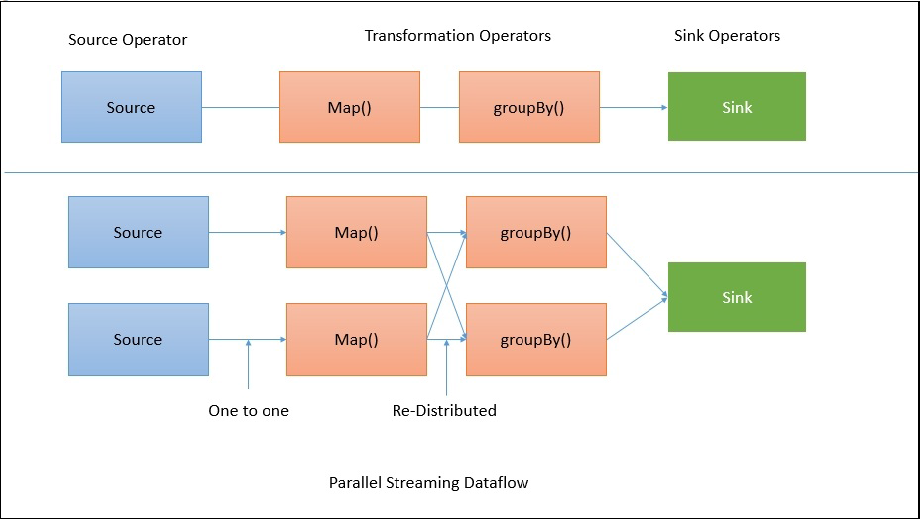 Source Operator
Transformation Operators
Sink Operators
Source
Map()
groupBy()
Sink
Source
Map()
groupBy()
Sink
Source
Map()
groupBy()
One to one
Re-Distributed
Parallel Streaming Dataflow